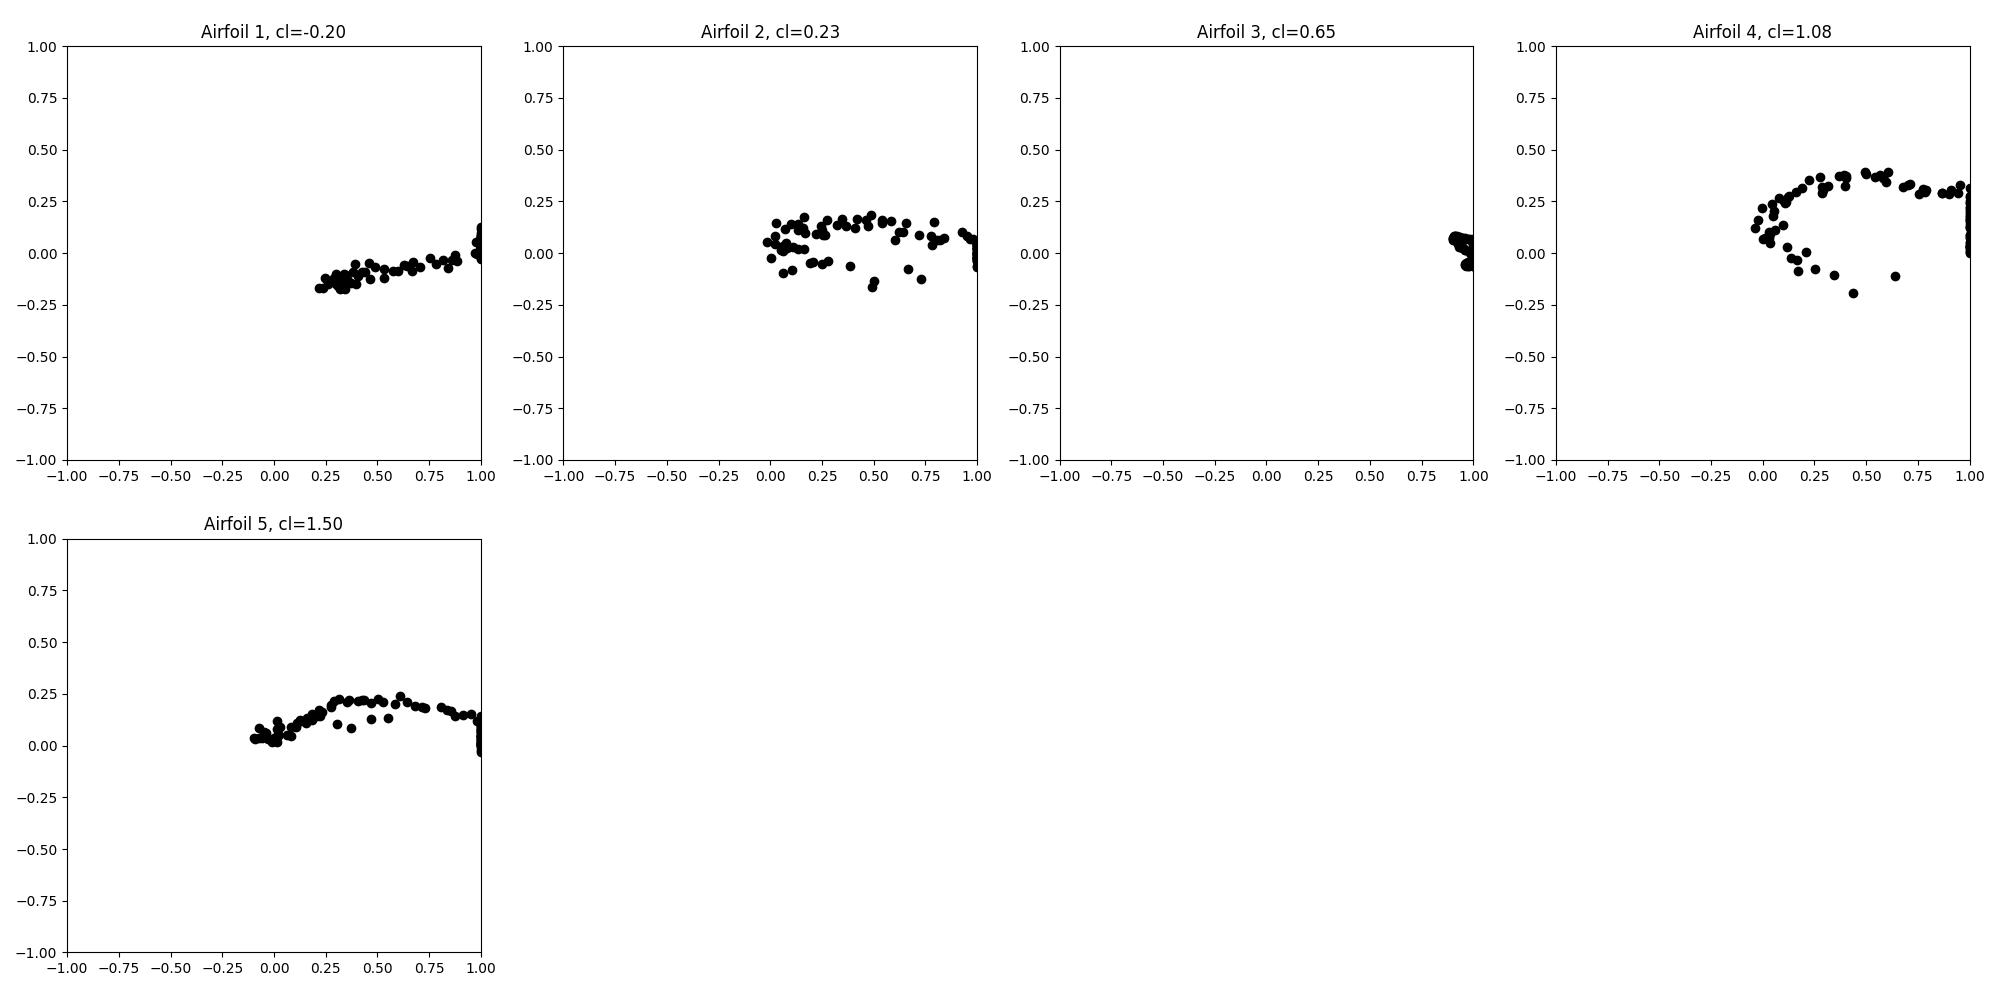 Airfoil 1, cl=-0.20
Airfoil 2, cl=0.23
Airfoil 3, cl=0.65
Airfoil 4, cl=1.08
1.00 1.00 1.00 1.00
0.75 0.75 0.75 0.75
0.50 0.50 0.50 0.50
0.25 0.25 0.25 0.25
0.00 0.00 0.00 0.00
−0.25 −0.25 −0.25 −0.25
−0.50 −0.50 −0.50 −0.50
−0.75 −0.75 −0.75 −0.75
−1.00 −1.00 −1.00 −1.00
−1.00 −0.75 −0.50 −0.25 0.00 0.25 0.50 0.75 1.00
−1.00 −0.75 −0.50 −0.25 0.00 0.25 0.50 0.75 1.00
−1.00 −0.75 −0.50 −0.25 0.00 0.25 0.50 0.75 1.00
−1.00 −0.75 −0.50 −0.25 0.00 0.25 0.50 0.75 1.00
Airfoil 5, cl=1.50
1.00
0.75
0.50
0.25
0.00
−0.25
−0.50
−0.75
−1.00
−1.00 −0.75 −0.50 −0.25 0.00 0.25 0.50 0.75 1.00